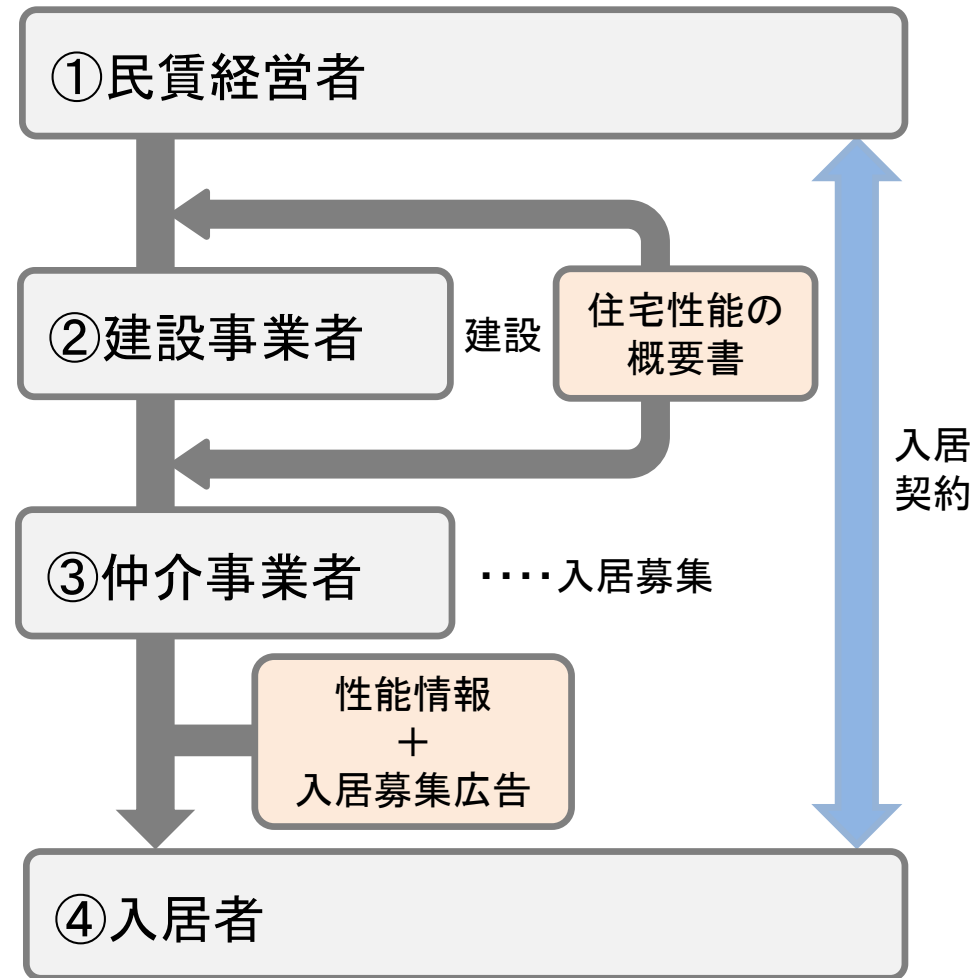 ①民賃経営者
②建設事業者
建設
住宅性能の
概要書
入居
契約
③仲介事業者
‥‥入居募集
性能情報
＋
入居募集広告
④入居者